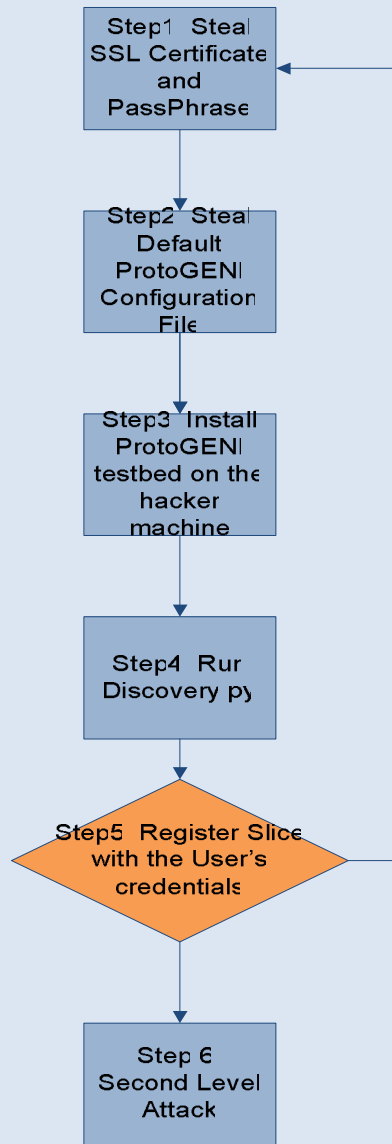 Step1 Steal
SSL Certificate
and
PassPhrase
Step2 Steal
Default
ProtoGENI
Configuration
File
Step3 Install
ProtoGENI
testbed on the
hacker
machine
Step4 Run
Discovery py
Step5 Register Slice
with the User's
credentials
Step 6
Second Level
Attack